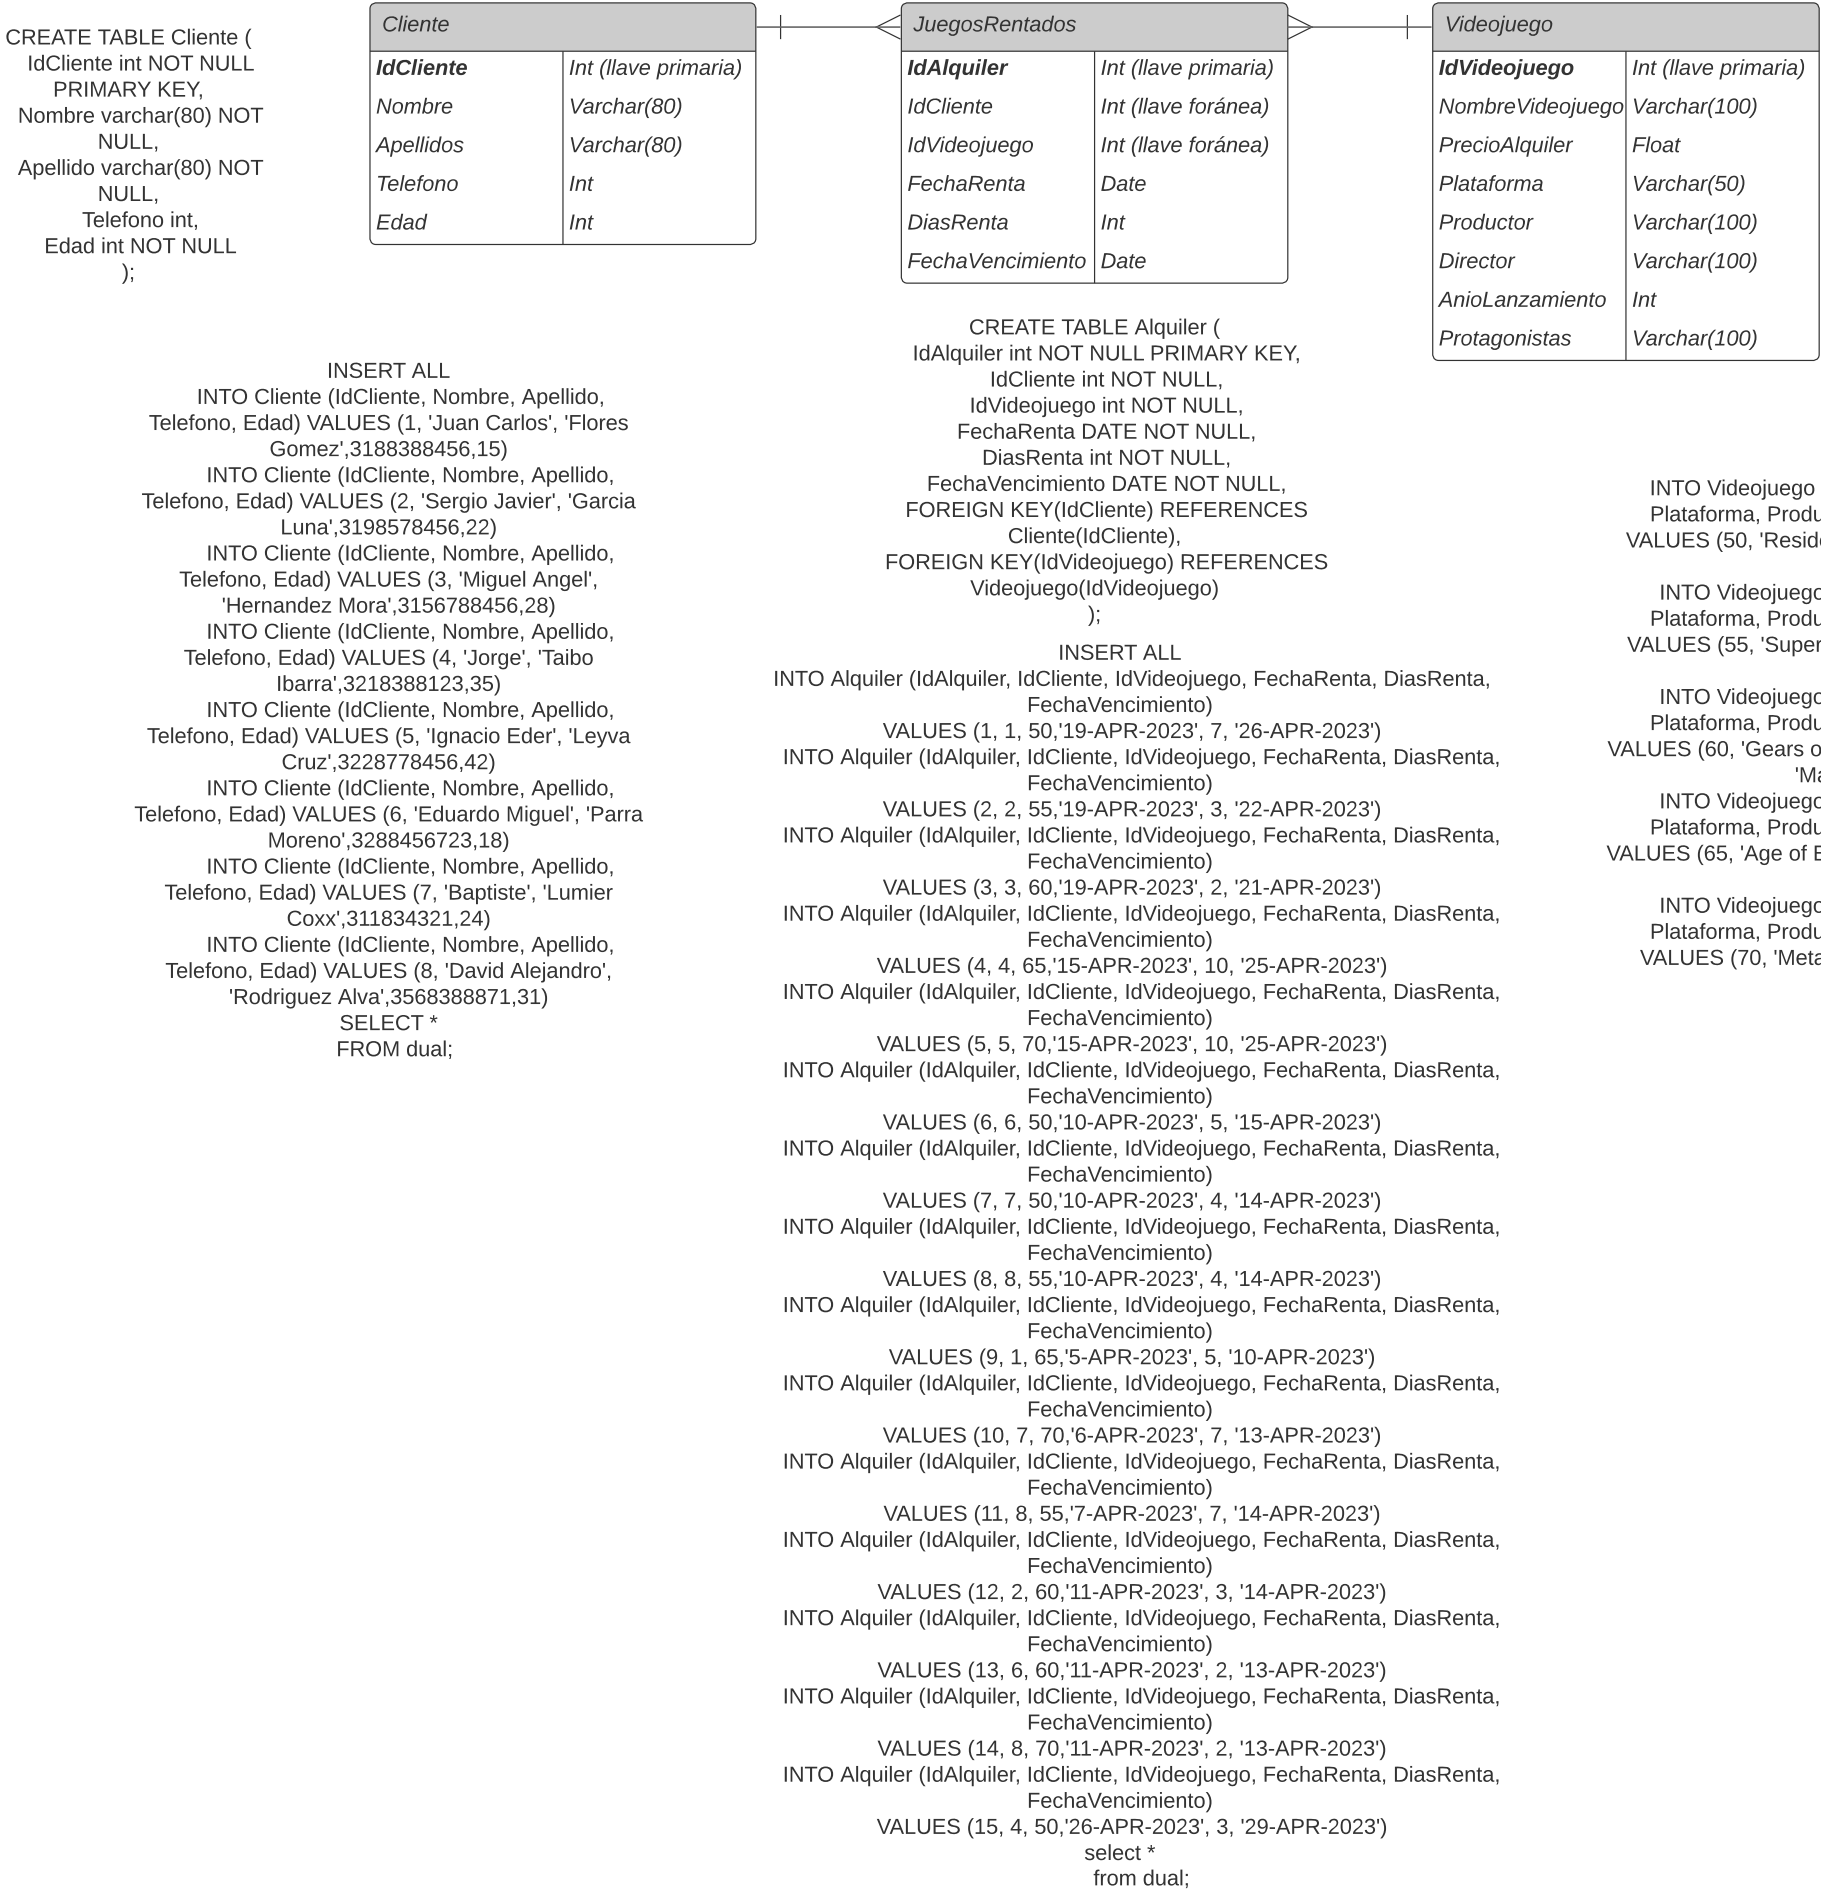 CREATE TABLE Cliente (
IdCliente int NOT NULL
PRIMARY KEY,
Nombre varchar(80) NOT
NULL,
Apellido varchar(80) NOT
NULL,
Telefono int,
Edad int NOT NULL
);
Cliente
IdCliente Int (llave primaria)
Nombre Varchar(80)
Apellidos Varchar(80)
Telefono Int
Edad Int
JuegosRentados
IdAlquiler Int (llave primaria)
IdCliente Int (llave foránea)
IdVideojuego Int (llave foránea)
FechaRenta Date
DiasRenta Int
FechaVencimiento Date
Videojuego
IdVideojuego Int (llave primaria)
NombreVideojuego Varchar(100)
PrecioAlquiler Float
Plataforma Varchar(50)
Productor Varchar(100)
Director Varchar(100)
AnioLanzamiento Int
Protagonistas Varchar(100)
INSERT ALL
INTO Cliente (IdCliente, Nombre, Apellido,
Telefono, Edad) VALUES (1, 'Juan Carlos', 'Flores
Gomez',3188388456,15)
INTO Cliente (IdCliente, Nombre, Apellido,
Telefono, Edad) VALUES (2, 'Sergio Javier', 'Garcia
Luna',3198578456,22)
INTO Cliente (IdCliente, Nombre, Apellido,
Telefono, Edad) VALUES (3, 'Miguel Angel',
'Hernandez Mora',3156788456,28)
INTO Cliente (IdCliente, Nombre, Apellido,
Telefono, Edad) VALUES (4, 'Jorge', 'Taibo
Ibarra',3218388123,35)
INTO Cliente (IdCliente, Nombre, Apellido,
Telefono, Edad) VALUES (5, 'Ignacio Eder', 'Leyva
Cruz',3228778456,42)
INTO Cliente (IdCliente, Nombre, Apellido,
Telefono, Edad) VALUES (6, 'Eduardo Miguel', 'Parra
Moreno',3288456723,18)
INTO Cliente (IdCliente, Nombre, Apellido,
Telefono, Edad) VALUES (7, 'Baptiste', 'Lumier
Coxx',311834321,24)
INTO Cliente (IdCliente, Nombre, Apellido,
Telefono, Edad) VALUES (8, 'David Alejandro',
'Rodriguez Alva',3568388871,31)
SELECT *
FROM dual;
CREATE TABLE Alquiler (
IdAlquiler int NOT NULL PRIMARY KEY,
IdCliente int NOT NULL,
IdVideojuego int NOT NULL,
FechaRenta DATE NOT NULL,
DiasRenta int NOT NULL,
FechaVencimiento DATE NOT NULL,
FOREIGN KEY(IdCliente) REFERENCES
Cliente(IdCliente),
FOREIGN KEY(IdVideojuego) REFERENCES
Videojuego(IdVideojuego)
);
INSERT ALL
INTO Alquiler (IdAlquiler, IdCliente, IdVideojuego, FechaRenta, DiasRenta,
FechaVencimiento)
VALUES (1, 1, 50,'19-APR-2023', 7, '26-APR-2023')
INTO Alquiler (IdAlquiler, IdCliente, IdVideojuego, FechaRenta, DiasRenta,
FechaVencimiento)
VALUES (2, 2, 55,'19-APR-2023', 3, '22-APR-2023')
INTO Alquiler (IdAlquiler, IdCliente, IdVideojuego, FechaRenta, DiasRenta,
FechaVencimiento)
VALUES (3, 3, 60,'19-APR-2023', 2, '21-APR-2023')
INTO Alquiler (IdAlquiler, IdCliente, IdVideojuego, FechaRenta, DiasRenta,
FechaVencimiento)
VALUES (4, 4, 65,'15-APR-2023', 10, '25-APR-2023')
INTO Alquiler (IdAlquiler, IdCliente, IdVideojuego, FechaRenta, DiasRenta,
FechaVencimiento)
VALUES (5, 5, 70,'15-APR-2023', 10, '25-APR-2023')
INTO Alquiler (IdAlquiler, IdCliente, IdVideojuego, FechaRenta, DiasRenta,
FechaVencimiento)
VALUES (6, 6, 50,'10-APR-2023', 5, '15-APR-2023')
INTO Alquiler (IdAlquiler, IdCliente, IdVideojuego, FechaRenta, DiasRenta,
FechaVencimiento)
VALUES (7, 7, 50,'10-APR-2023', 4, '14-APR-2023')
INTO Alquiler (IdAlquiler, IdCliente, IdVideojuego, FechaRenta, DiasRenta,
FechaVencimiento)
VALUES (8, 8, 55,'10-APR-2023', 4, '14-APR-2023')
INTO Alquiler (IdAlquiler, IdCliente, IdVideojuego, FechaRenta, DiasRenta,
FechaVencimiento)
VALUES (9, 1, 65,'5-APR-2023', 5, '10-APR-2023')
INTO Alquiler (IdAlquiler, IdCliente, IdVideojuego, FechaRenta, DiasRenta,
FechaVencimiento)
VALUES (10, 7, 70,'6-APR-2023', 7, '13-APR-2023')
INTO Alquiler (IdAlquiler, IdCliente, IdVideojuego, FechaRenta, DiasRenta,
FechaVencimiento)
VALUES (11, 8, 55,'7-APR-2023', 7, '14-APR-2023')
INTO Alquiler (IdAlquiler, IdCliente, IdVideojuego, FechaRenta, DiasRenta,
FechaVencimiento)
VALUES (12, 2, 60,'11-APR-2023', 3, '14-APR-2023')
INTO Alquiler (IdAlquiler, IdCliente, IdVideojuego, FechaRenta, DiasRenta,
FechaVencimiento)
VALUES (13, 6, 60,'11-APR-2023', 2, '13-APR-2023')
INTO Alquiler (IdAlquiler, IdCliente, IdVideojuego, FechaRenta, DiasRenta,
FechaVencimiento)
VALUES (14, 8, 70,'11-APR-2023', 2, '13-APR-2023')
INTO Alquiler (IdAlquiler, IdCliente, IdVideojuego, FechaRenta, DiasRenta,
FechaVencimiento)
VALUES (15, 4, 50,'26-APR-2023', 3, '29-APR-2023')
select *
from dual;
INTO Videojuego
Plataforma,
VALUES (50,
INTO Videojuego
Plataforma,
VALUES (55, 'Super
INTO Videojuego
Plataforma,
VALUES (60, 'Gears
INTO Videojuego
Plataforma,
VALUES (65, 'Age of
INTO Videojuego
Plataforma,
VALUES (70,